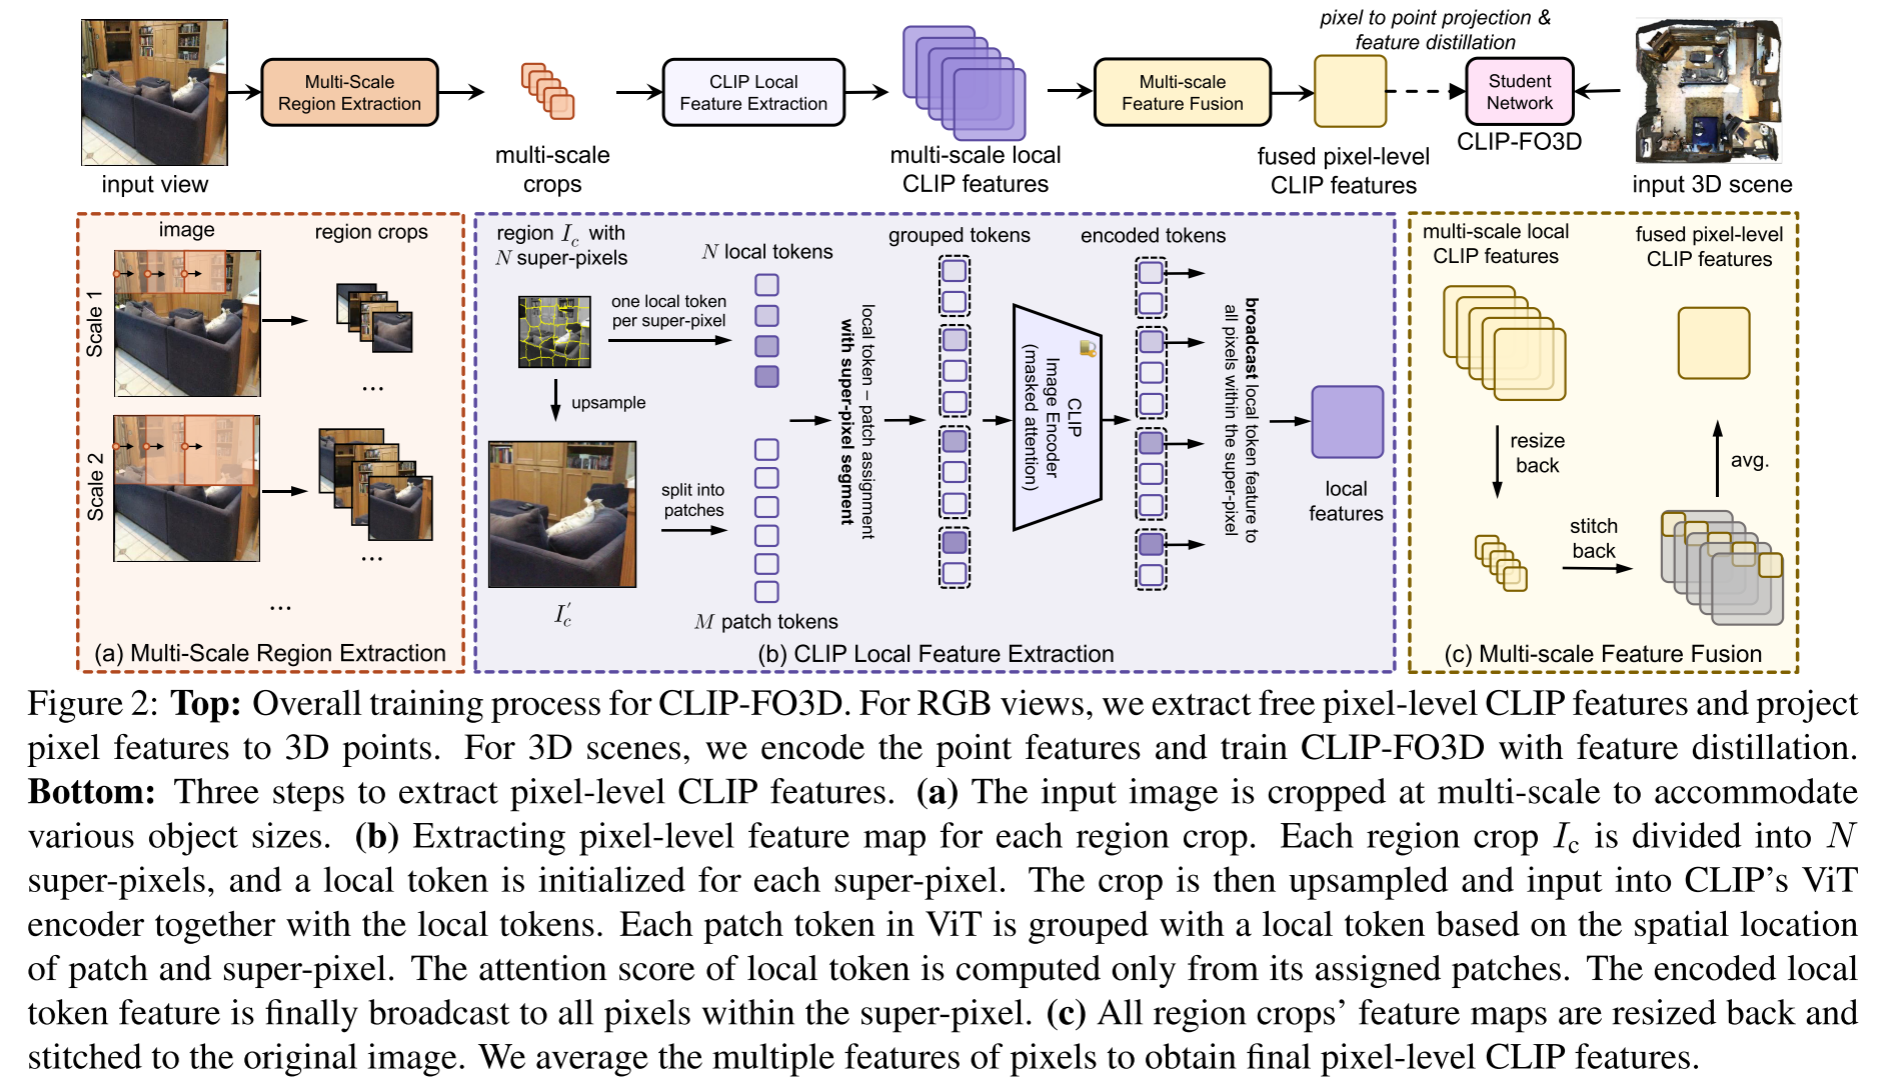 pixel to point projection &
feature distillation
Multi-Scale
Region Extraction
CLIP Local
Feature Extraction
Multi-scale
Feature Fusion
Student
Network
CLIP-FO3D
input view
multi-scale
crops
multi-scale local
CLIP features
fused pixel-level
CLIP features
input 3D scene
image
region crops
Scale 1
...
Scale 2
...
...
(a) Multi-Scale Region Extraction
region I_c with
N super-pixels
N local tokens
one local token
per super-pixel
upsample
I'_c
split into
patches
M patch tokens
local token – patch assignment
with super-pixel segment
grouped tokens
CLIP
Image Encoder
(masked attention)
encoded tokens
broadcast local token feature to
all pixels within the super-pixel
local
features
(b) CLIP Local Feature Extraction
multi-scale local
CLIP features
fused pixel-level
CLIP features
resize
back
stitch
back
avg.
(c) Multi-scale Feature Fusion
Figure 2: Top: Overall training process for CLIP-FO3D. For RGB views, we extract free pixel-level CLIP features and project
pixel features to 3D points. For 3D scenes, we encode the point features and train CLIP-FO3D with feature distillation.
Bottom: Three steps to extract pixel-level CLIP features. (a) The input image is cropped at multi-scale to accommodate
various object sizes. (b) Extracting pixel-level feature map for each region crop. Each region crop I_c is divided into N
super-pixels, and a local token is initialized for each super-pixel. The crop is then upsampled and input into CLIP's ViT
encoder together with the local tokens. Each patch token in ViT is grouped with a local token based on the spatial location
of patch and super-pixel. The attention score of local token is computed only from its assigned patches. The encoded local
token feature is finally broadcast to all pixels within the super-pixel. (c) All region crops' feature maps are resized back and
stitched to the original image. We average the multiple features of pixels to obtain final pixel-level CLIP features.